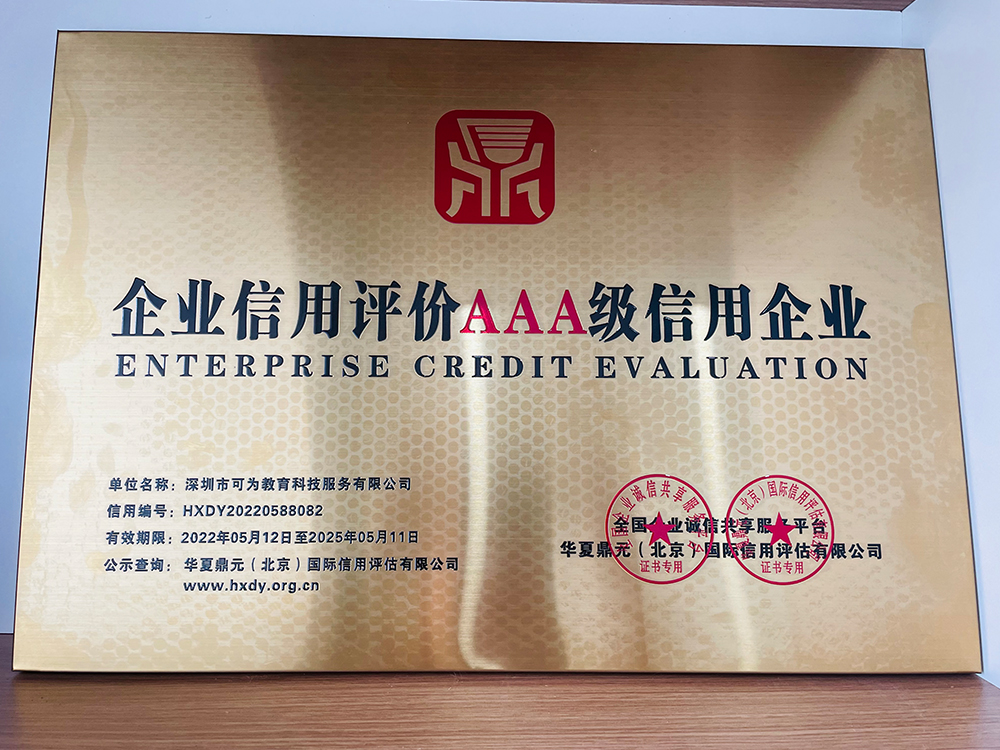 企业信用评价AAA级信用企业
ENTERPRISE CREDIT EVALUATION
单位名称：深圳市可为教育科技服务有限公司
信用编号：HXDY20220588082
有效期限：2022年05月12日至2025年05月11日
公示查询：华夏鼎元（北京）国际信用评估有限公司
www.hxdy.org.cn
全国企业诚信共享服务平台
华夏鼎元（北京）国际信用评估有限公司
证书专用
证书专用